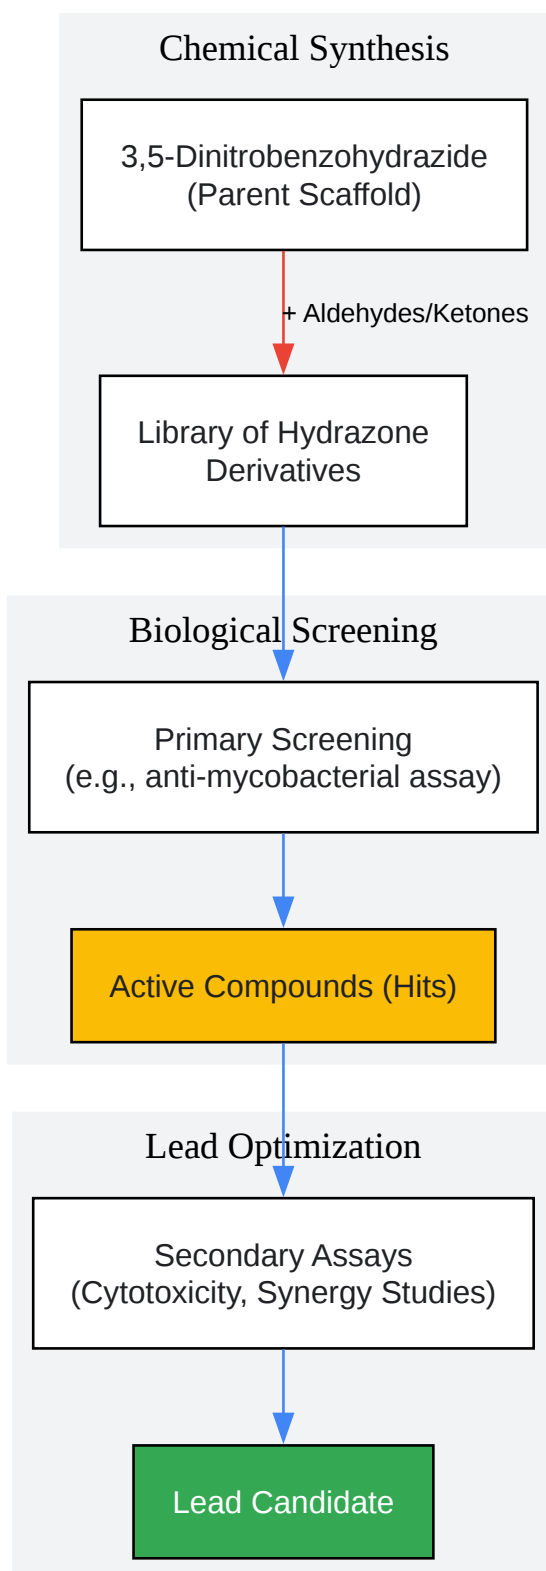 Chemical Synthesis
3,5-Dinitrobenzohydrazide
(Parent Scaffold)
+ Aldehydes/Ketones
Library of Hydrazone
Derivatives
Biological Screening
Primary Screening
(e.g., anti-mycobacterial assay)
Active Compounds (Hits)
Lead Optimization
Secondary Assays
(Cytotoxicity, Synergy Studies)
Lead Candidate